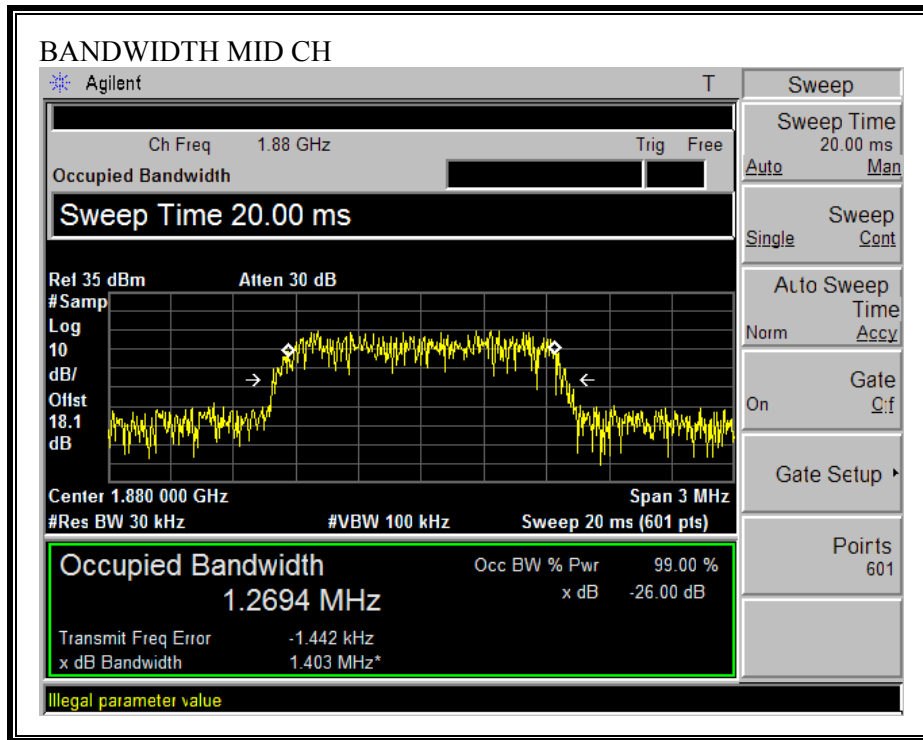 BANDWIDTH MID CH
Agilent T
Ch Freq 1.88 GHz Trig Free
Occupied Bandwidth
Sweep Time 20.00 ms
Ref 35 dBm Atten 30 dB
#Samp
Log
10
dB/
Offst
18.1
dB
Center 1.880 000 GHz Span 3 MHz
#Res BW 30 kHz #VBW 100 kHz Sweep 20 ms (601 pts)
Occupied Bandwidth
1.2694 MHz
Occ BW % Pwr 99.00 %
x dB -26.00 dB
Transmit Freq Error -1.442 kHz
x dB Bandwidth 1.403 MHz*
Illegal parameter value
Sweep
Sweep Time
20.00 ms
Auto Man
Sweep
Single Cont
Auto Sweep
Time
Norm Accy
Gate
On Off
Gate Setup
Points
601